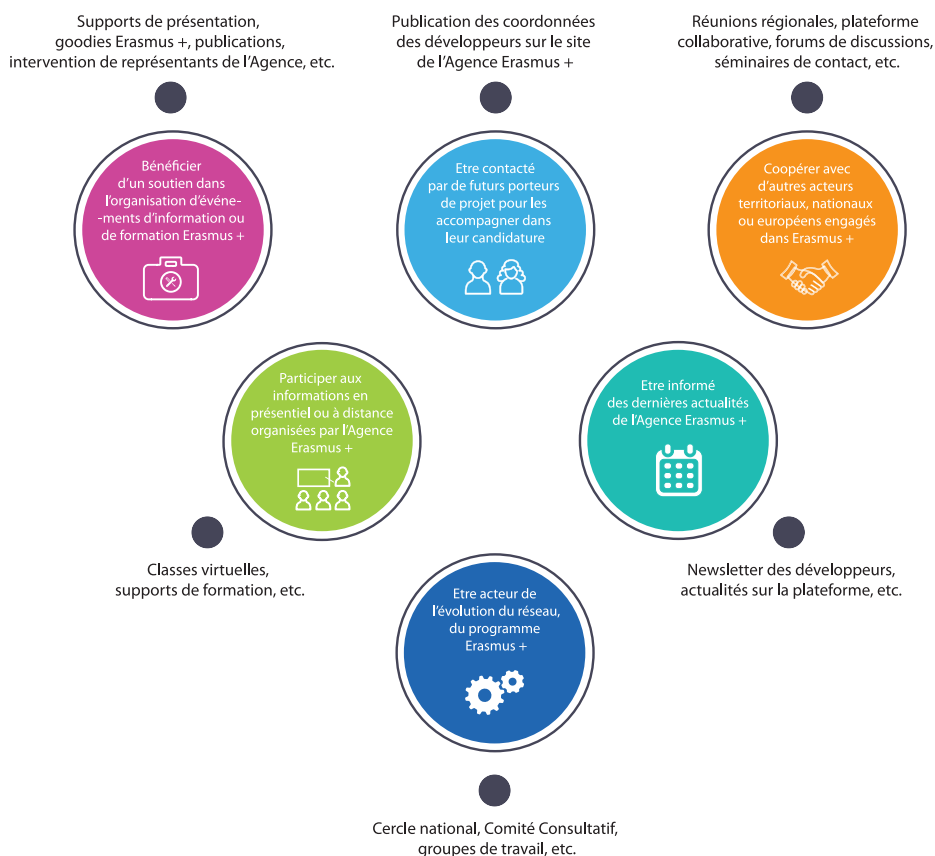 Supports de présentation,
goodies Erasmus +, publications,
intervention de représentants de l'Agence, etc.
Publication des coordonnées
des développeurs sur le site
de l'Agence Erasmus +
Réunions régionales, plateforme
collaborative, forums de discussions,
séminaires de contact, etc.
Bénéficier
d'un soutien dans
l'organisation d'événe-
-ments d'information ou
de formation Erasmus +
Etre contacté
par de futurs porteurs
de projet pour les
accompagner dans
leur candidature
Coopérer avec
d'autres acteurs
territoriaux, nationaux
ou européens engagés
dans Erasmus +
Participer aux
informations en
présentiel ou à distance
organisées par l'Agence
Erasmus +
Etre informé
des dernières actualités
de l'Agence Erasmus +
Classes virtuelles,
supports de formation, etc.
Newsletter des développeurs,
actualités sur la plateforme, etc.
Etre acteur de
l'évolution du réseau,
du programme
Erasmus +
Cercle national, Comité Consultatif,
groupes de travail, etc.